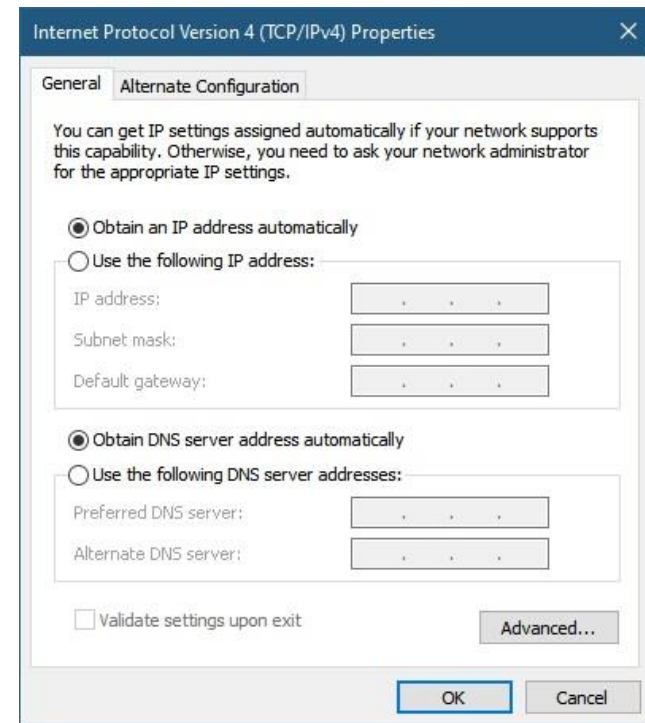 Internet Protocol Version 4 (TCP/IPv4) Properties
General Alternate Configuration
You can get IP settings assigned automatically if your network supports
this capability. Otherwise, you need to ask your network administrator
for the appropriate IP settings.
Obtain an IP address automatically
Use the following IP address:
IP address:
Subnet mask:
Default gateway:
Obtain DNS server address automatically
Use the following DNS server addresses:
Preferred DNS server:
Alternate DNS server:
Validate settings upon exit
Advanced...
OK Cancel